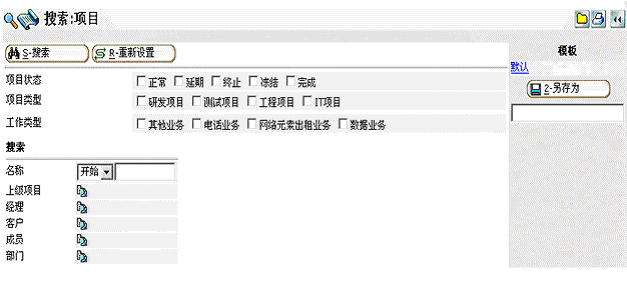 搜索:项目
S-搜索 R-重新设置
模板
默认
2-另存为
项目状态 正常 延期 终止 冻结 完成
项目类型 研发项目 测试项目 工程项目 IT项目
工作类型 其他业务 电话业务 网络元素出租业务 数据业务
搜索
名称 开始
上级项目
经理
客户
成员
部门